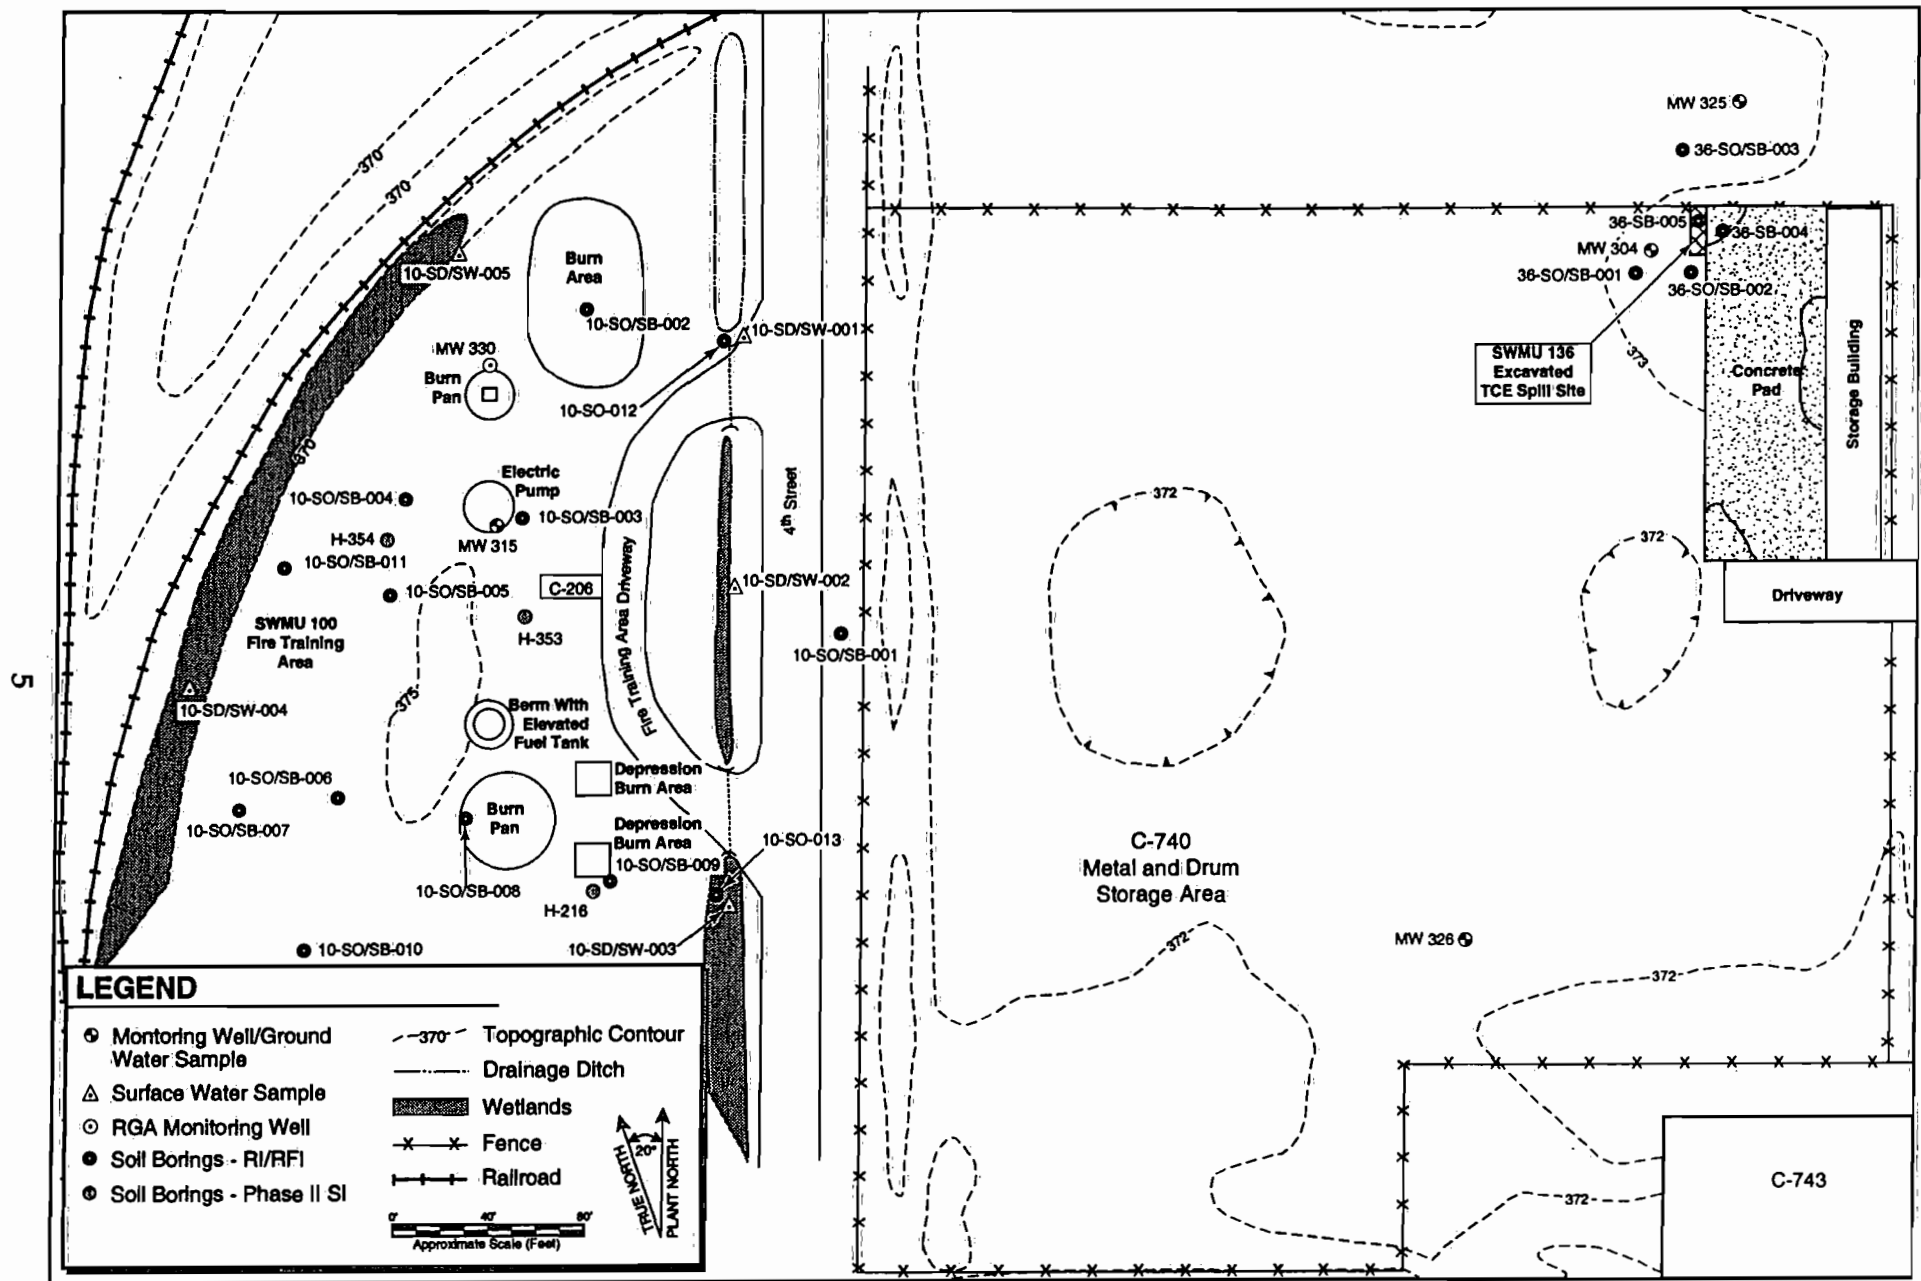 370
370
MW 325
36-SO/SB-003
36-SB-005
36-SB-004
MW 304
36-SO/SB-001
36-SO/SB-002
10-SD/SW-005
Burn
Area
10-SO/SB-002
10-SD/SW-001
MW 330
Burn
Pan
10-SO-012
373
SWMU 136
Excavated
TCE Spill Site
Concrete
Pad
Storage Building
370
Electric
Pump
10-SO/SB-004
10-SO/SB-003
H-354
MW 315
10-SO/SB-011
4th Street
372
372
10-SO/SB-005
C-206
10-SD/SW-002
Driveway
SWMU 100
Fire Training
Area
H-353
Fire Training Area Driveway
10-SO/SB-001
5
10-SD/SW-004
375
Berm With
Elevated
Fuel Tank
10-SO/SB-006
Depression
Burn Area
10-SO/SB-007
Burn
Pan
Depression
Burn Area
10-SO-013
10-SO/SB-009
10-SO/SB-008
H-216
C-740
Metal and Drum
Storage Area
10-SO/SB-010
10-SD/SW-003
372
MW 326
372
LEGEND
Montoring Well/Ground
Water Sample
Surface Water Sample
RGA Monitoring Well
Soil Borings - RI/RFI
Soil Borings - Phase II SI
370
Topographic Contour
Drainage Ditch
Wetlands
Fence
Railroad
0'
40'
80'
Approximate Scale (Feet)
20°
TRUE NORTH
PLANT NORTH
372
C-743